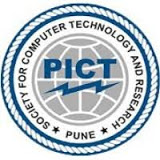 SOCIETY FOR COMPUTER TECHNOLOGY AND RESEARCH
PICT
PUNE